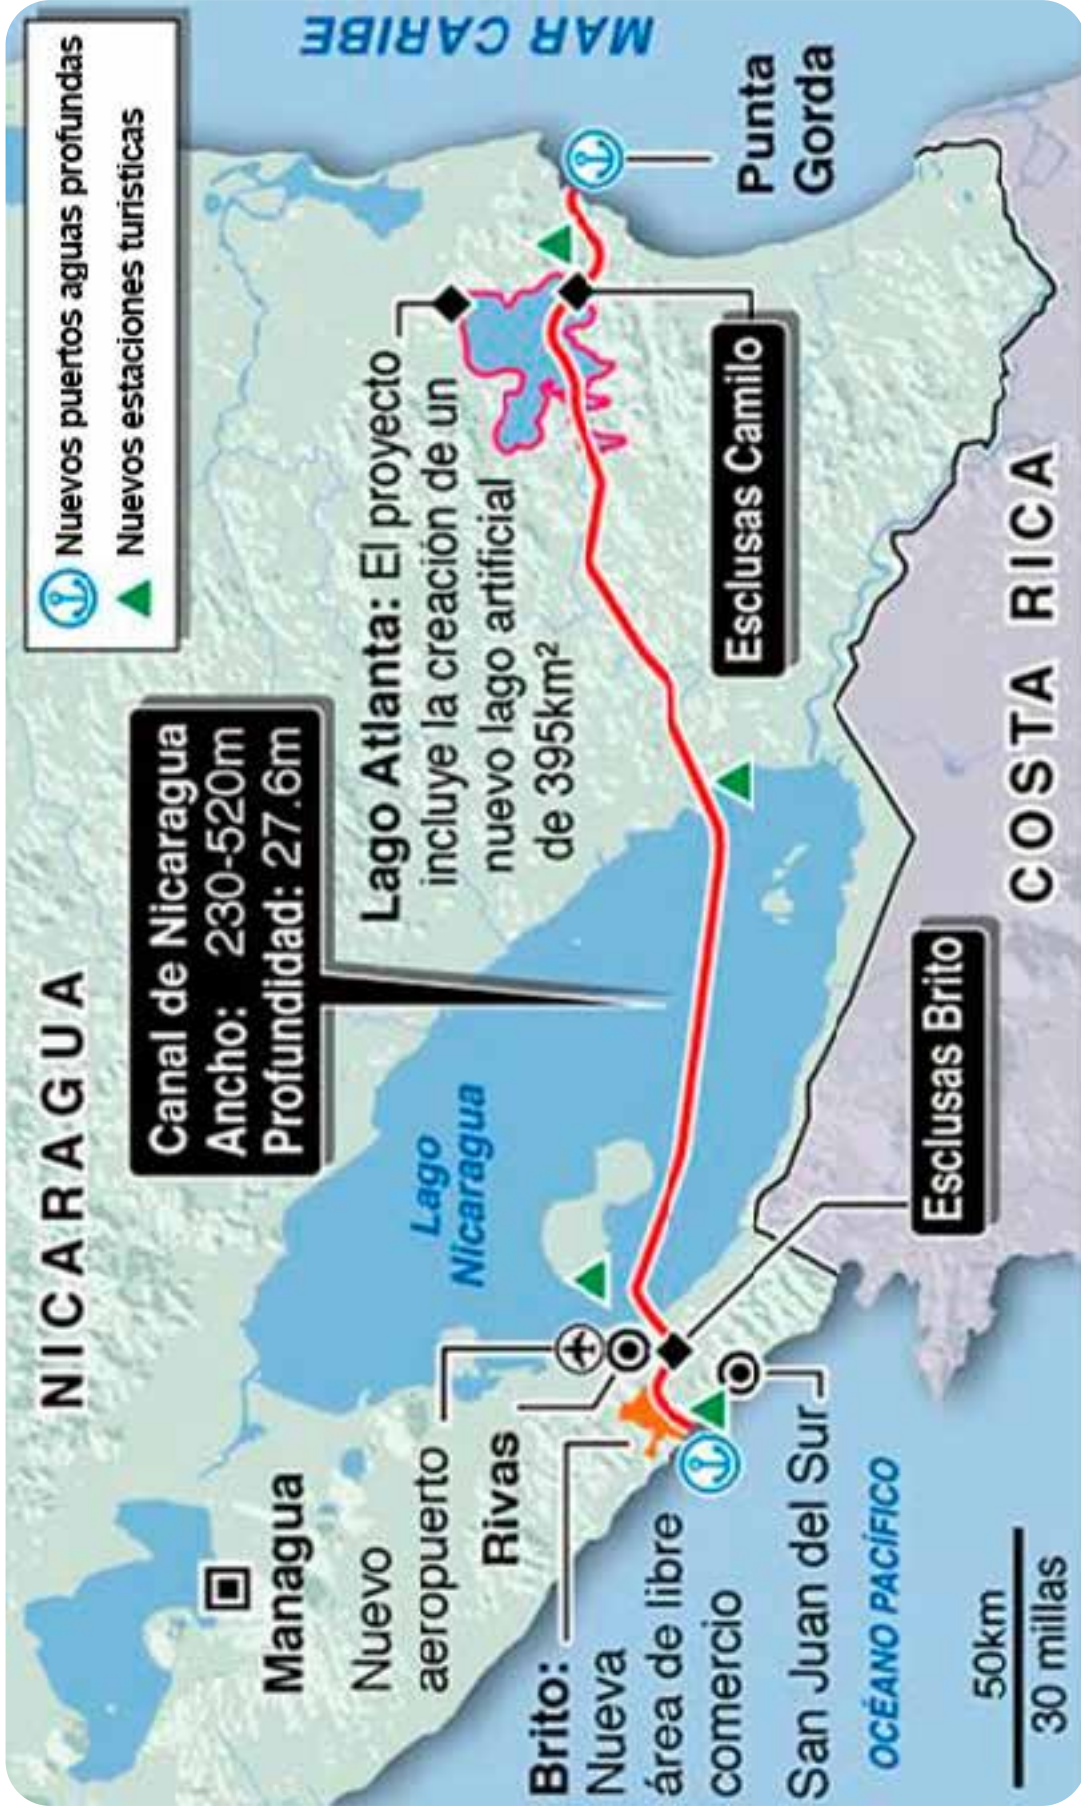 NICARAGUA
Nuevos puertos aguas profundas
Nuevos estaciones turisticas
Canal de Nicaragua
Ancho: 230-520m
Profundidad: 27.6m
MAR CARIBE
Managua
Lago
Nicaragua
Lago Atlanta: El proyecto
incluye la creación de un
nuevo lago artificial
de 395km²
Nuevo
aeropuerto
Rivas
Brito:
Nueva
área de libre
comercio
San Juan del Sur
OCÉANO PACÍFICO
Esclusas Camilo
Punta
Gorda
Esclusas Brito
COSTA RICA
50km
30 millas